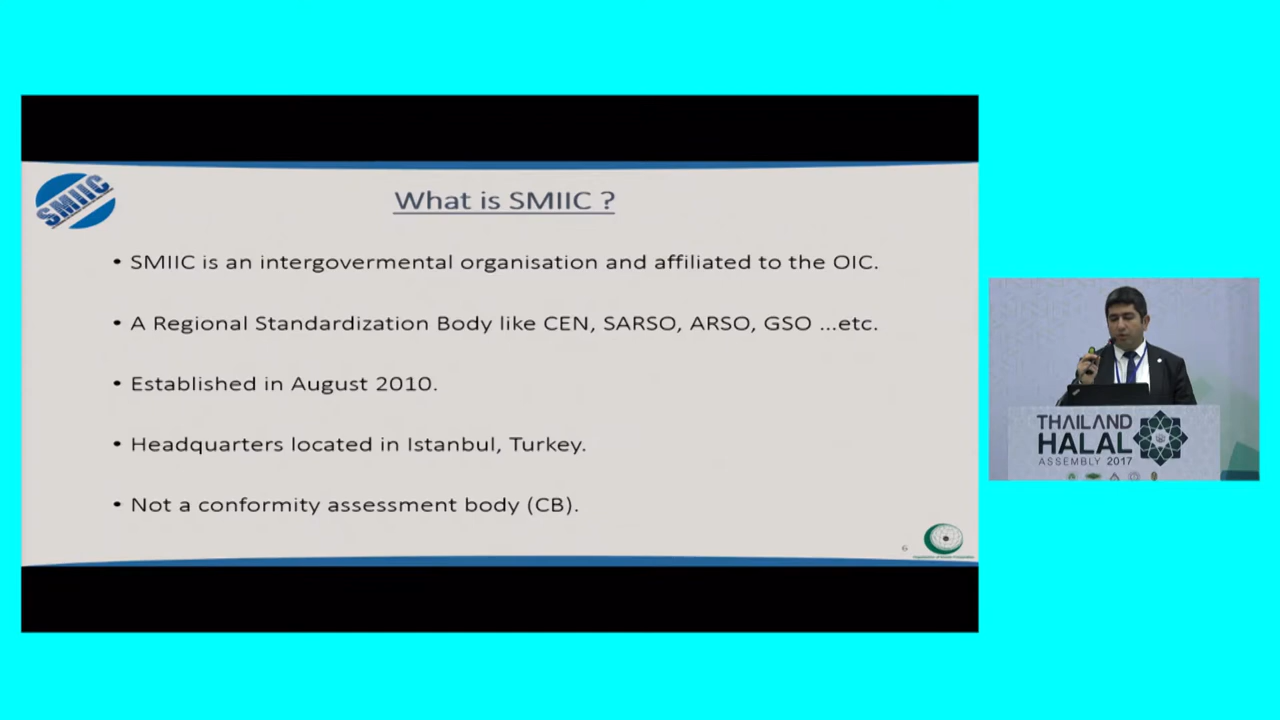 SMIIC
What is SMIIC ?
• SMIIC is an intergovermental organisation and affiliated to the OIC.
• A Regional Standardization Body like CEN, SARSO, ARSO, GSO ...etc.
• Established in August 2010.
• Headquarters located in Istanbul, Turkey.
• Not a conformity assessment body (CB).
6
THAILAND
HALAL
ASSEMBLY 2017